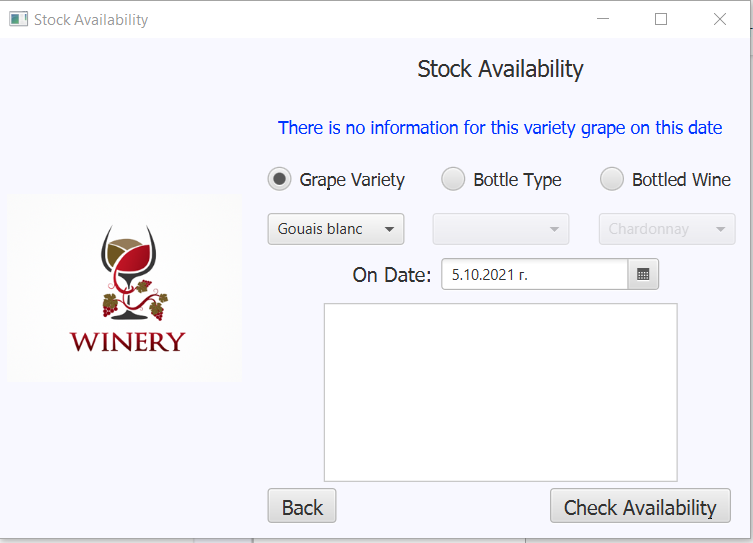 Stock Availability
Stock Availability
There is no information for this variety grape on this date
Grape Variety
Bottle Type
Bottled Wine
Gouais blanc
Chardonnay
On Date:
5.10.2021 г.
WINERY
Back
Check Availability